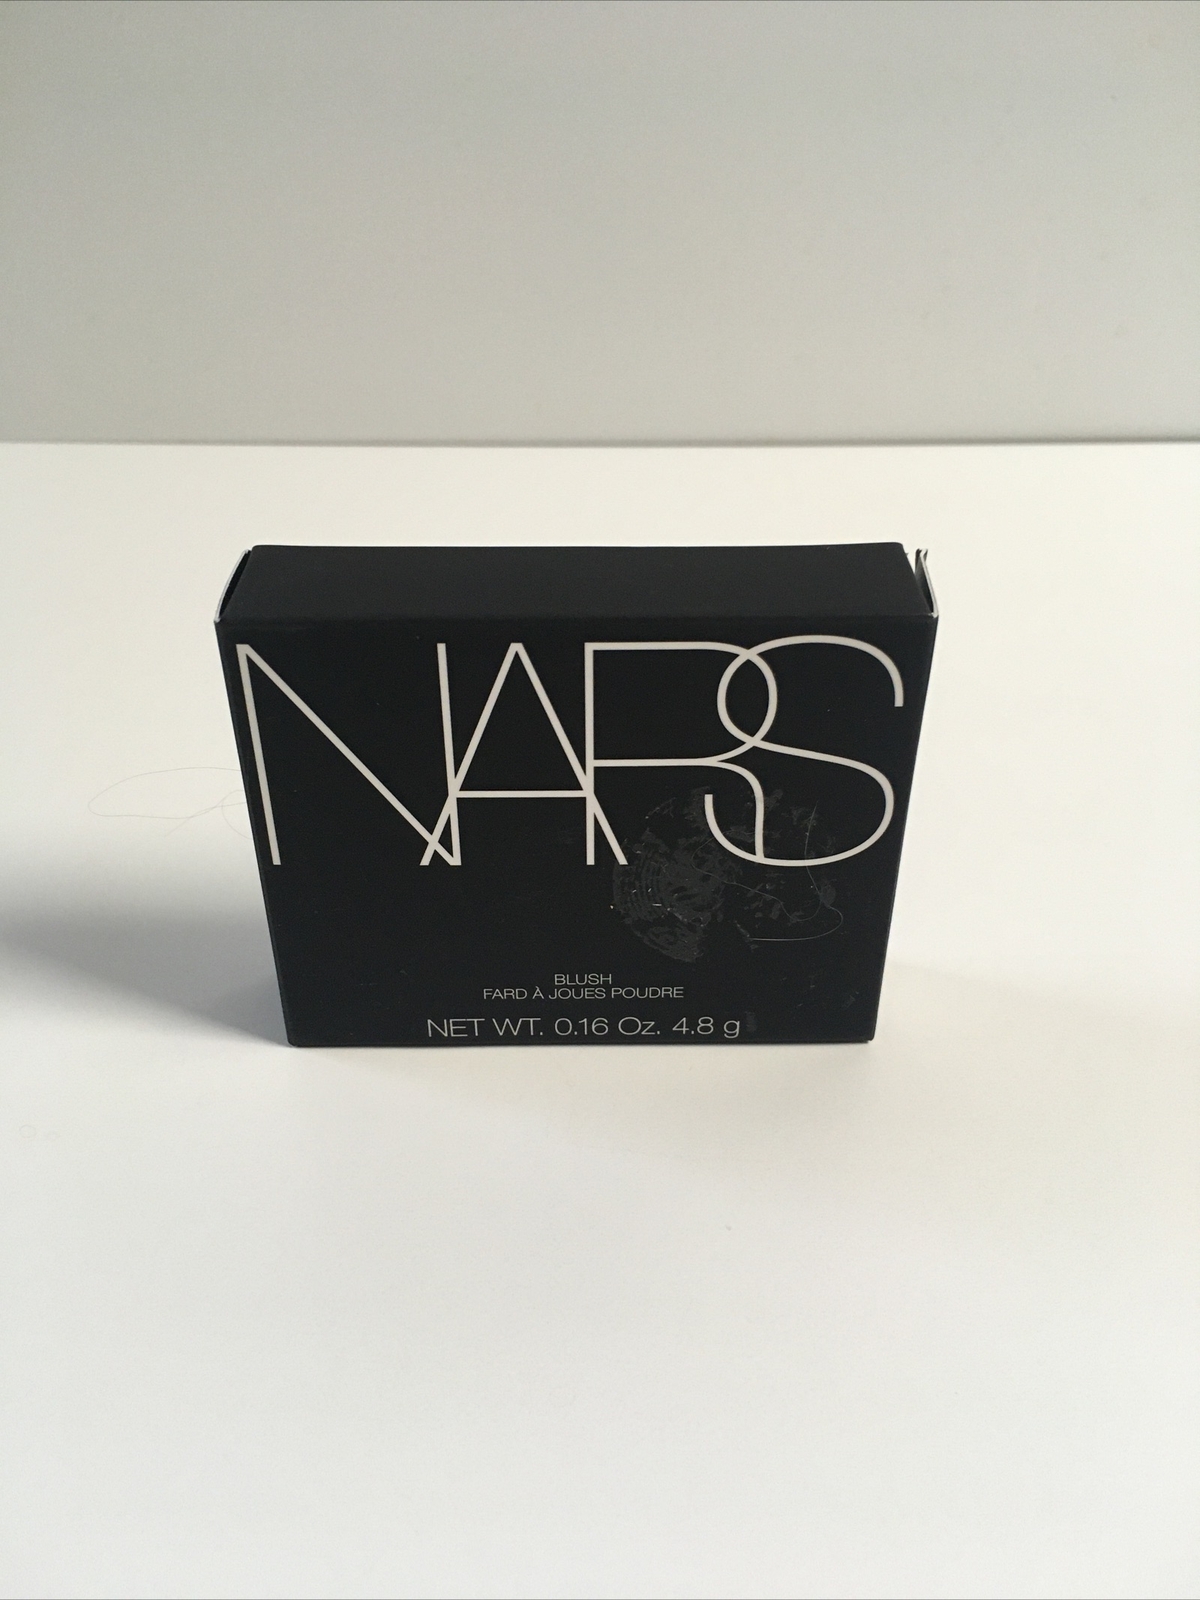 NARS
BLUSH
FARD À JOUES POUDRE
NET WT. 0.16 Oz. 4.8 g